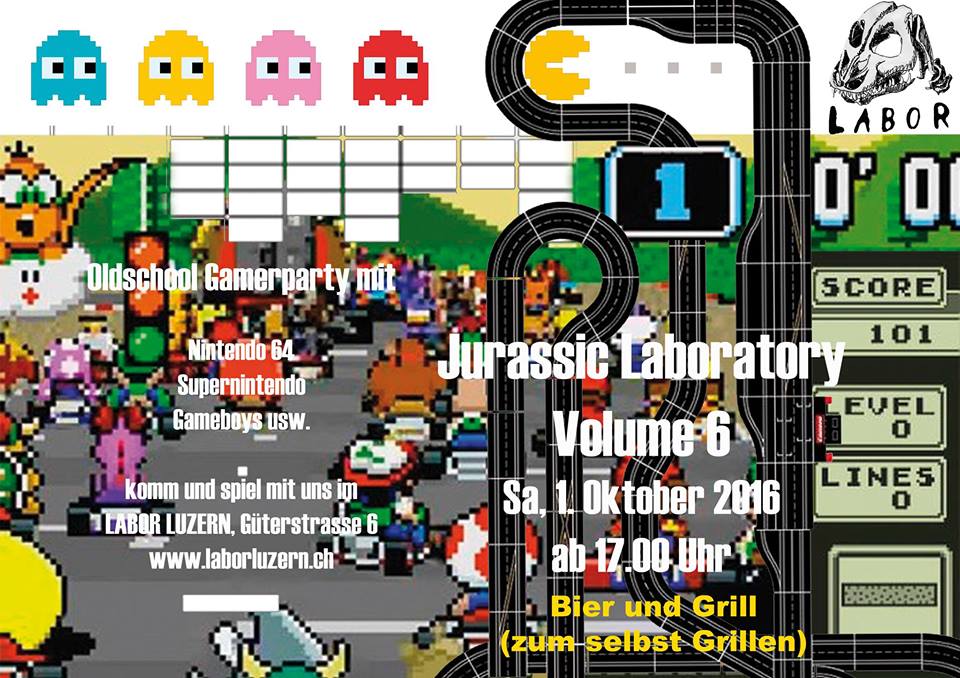 LABOR
1
0'00
SCORE
101
LEVEL
0
LINES
0
Oldschool Gamerparty mit
Nintendo 64
Supernintendo
Gameboys usw.
komm und spiel mit uns im
LABOR LUZERN, Güterstrasse 6
www.laborluzern.ch
Jurassic Laboratory
Volume 6
Sa, 1. Oktober 2016
ab 17.00 Uhr
Bier und Grill
(zum selbst Grillen)